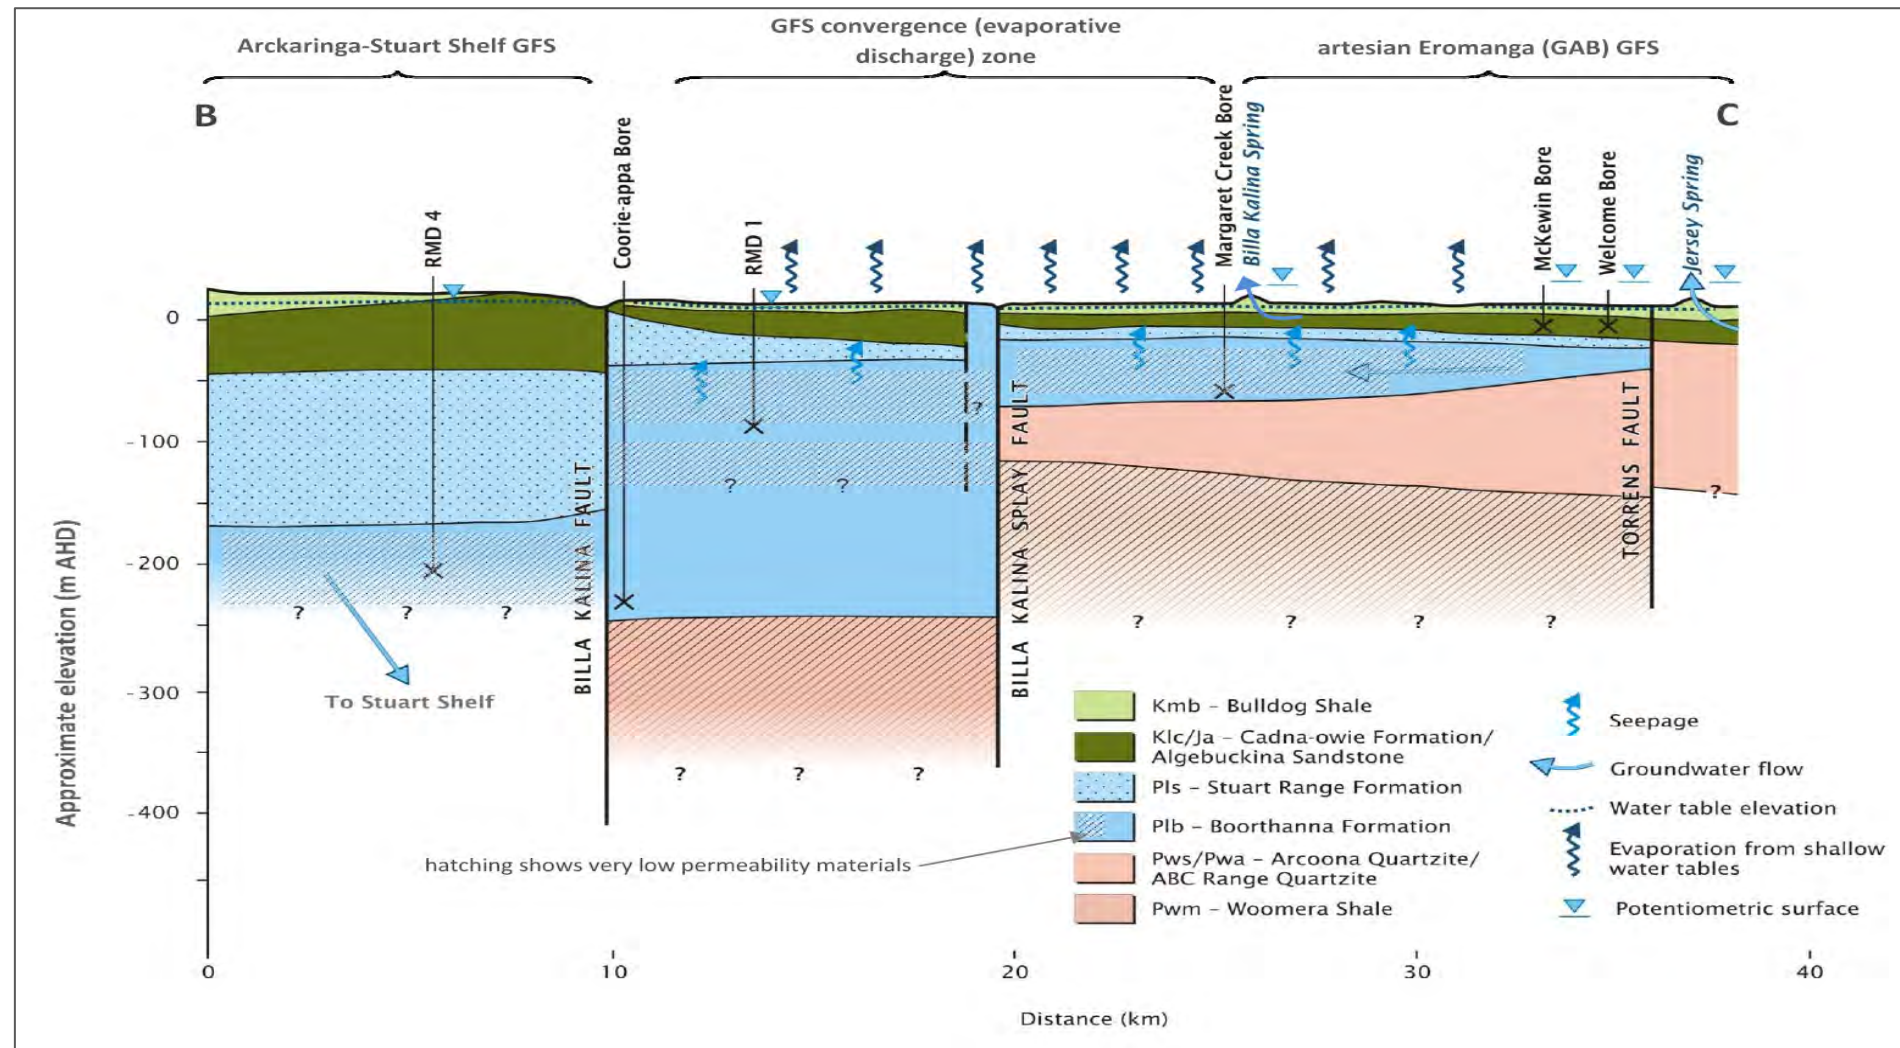 Arckaringa-Stuart Shelf GFS
GFS convergence (evaporative
discharge) zone
artesian Eromanga (GAB) GFS
B
C
RMD 4
Coorie-appa Bore
RMD 1
Margaret Creek Bore
Billa Kalina Spring
McKewin Bore
Welcome Bore
Jersey Spring
Approximate elevation (m AHD)
0
-100
-200
-300
-400
BILLA KALINA FAULT
BILLA KALINA SPLAY FAULT
TORRENS FAULT
?
? ?
?
? ? ?
? ? ? ?
? ? ?
To Stuart Shelf
hatching shows very low permeability materials
Kmb – Bulldog Shale
Klc/Ja – Cadna-owie Formation/
Algebuckina Sandstone
Pls – Stuart Range Formation
Plb – Boorthanna Formation
Pws/Pwa – Arcoona Quartzite/
ABC Range Quartzite
Pwm – Woomera Shale
Seepage
Groundwater flow
Water table elevation
Evaporation from shallow
water tables
Potentiometric surface
0 10 20 30 40
Distance (km)